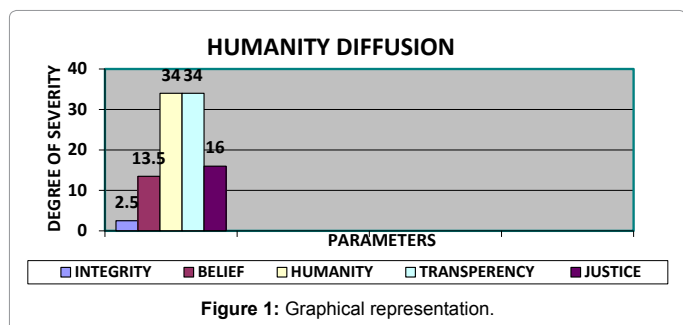 HUMANITY DIFFUSION
DEGREE OF SEVERITY
40
30
20
10
0
2.5
13.5
34
34
16
PARAMETERS
INTEGRITY BELIEF HUMANITY TRANSPERENCY JUSTICE
Figure 1: Graphical representation.